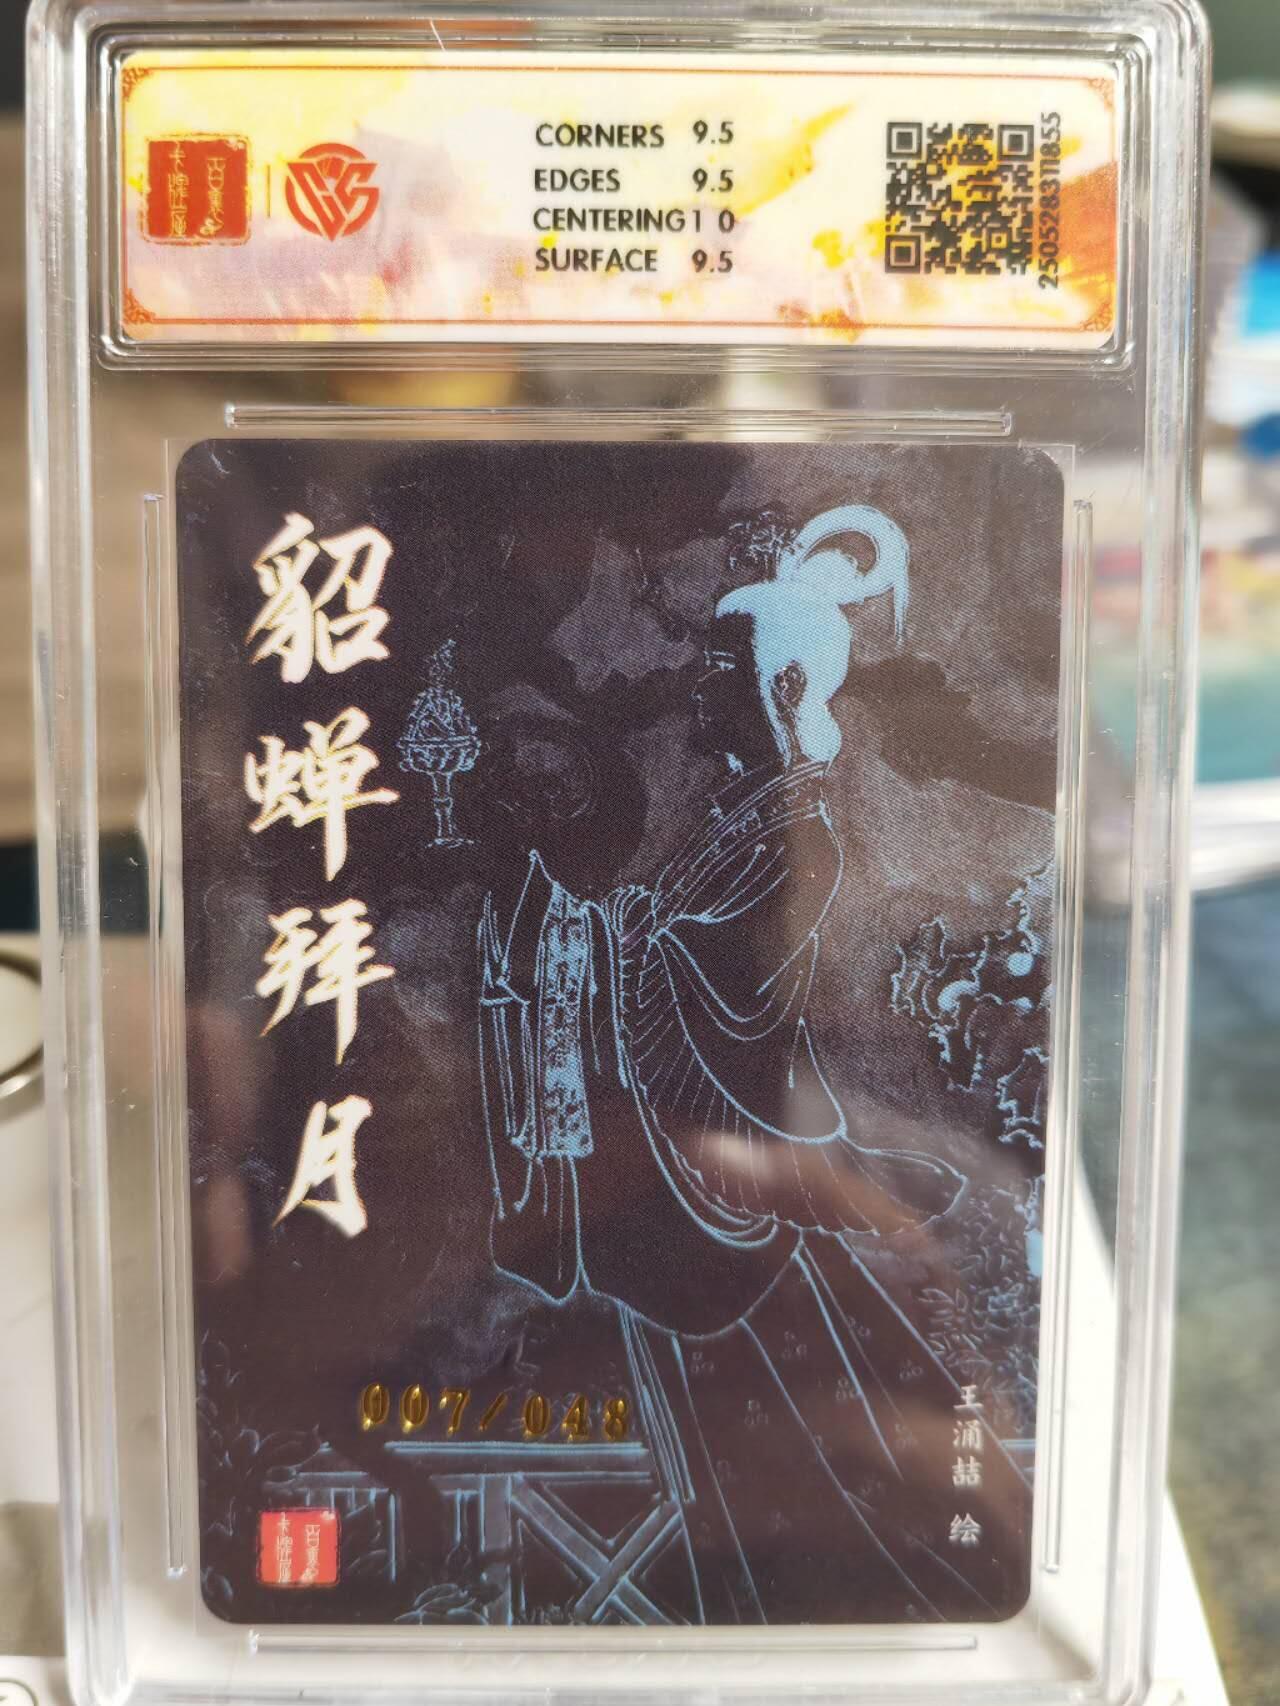 CORNERS 9.5
EDGES 9.5
CENTERING 10
SURFACE 9.5
2505283111855
貂蝉拜月
007/048
王涌喆 绘